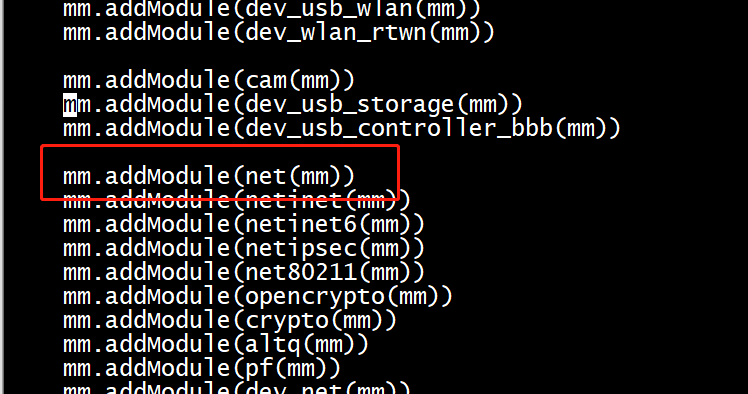 mm.addModule(dev_usb_wlan(mm))
mm.addModule(dev_wlan_rtwn(mm))
mm.addModule(cam(mm))
mm.addModule(dev_usb_storage(mm))
mm.addModule(dev_usb_controller_bbb(mm))
mm.addModule(net(mm))
mm.addModule(netinet(mm))
mm.addModule(netinet6(mm))
mm.addModule(netipsec(mm))
mm.addModule(net80211(mm))
mm.addModule(opencrypto(mm))
mm.addModule(crypto(mm))
mm.addModule(altq(mm))
mm.addModule(pf(mm))
mm.addModule(dev_net(mm))